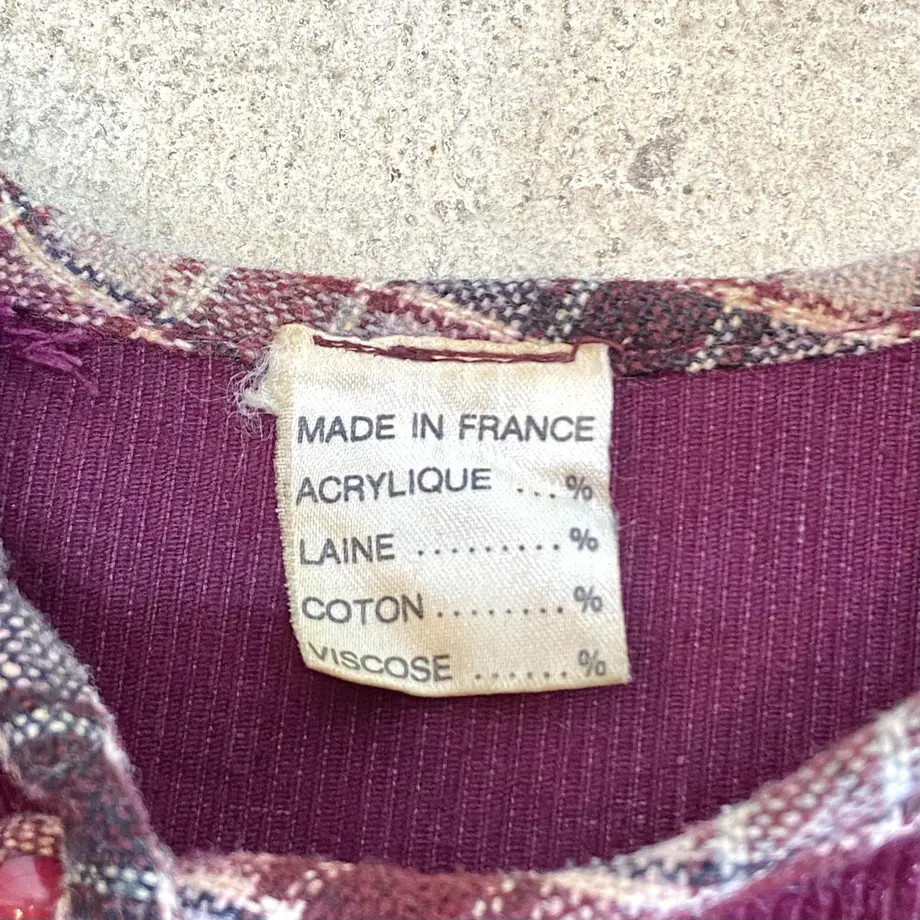 MADE IN FRANCE
ACRYLIQUE ...%
LAINE .........%
COTON ........%
VISCOSE ......%